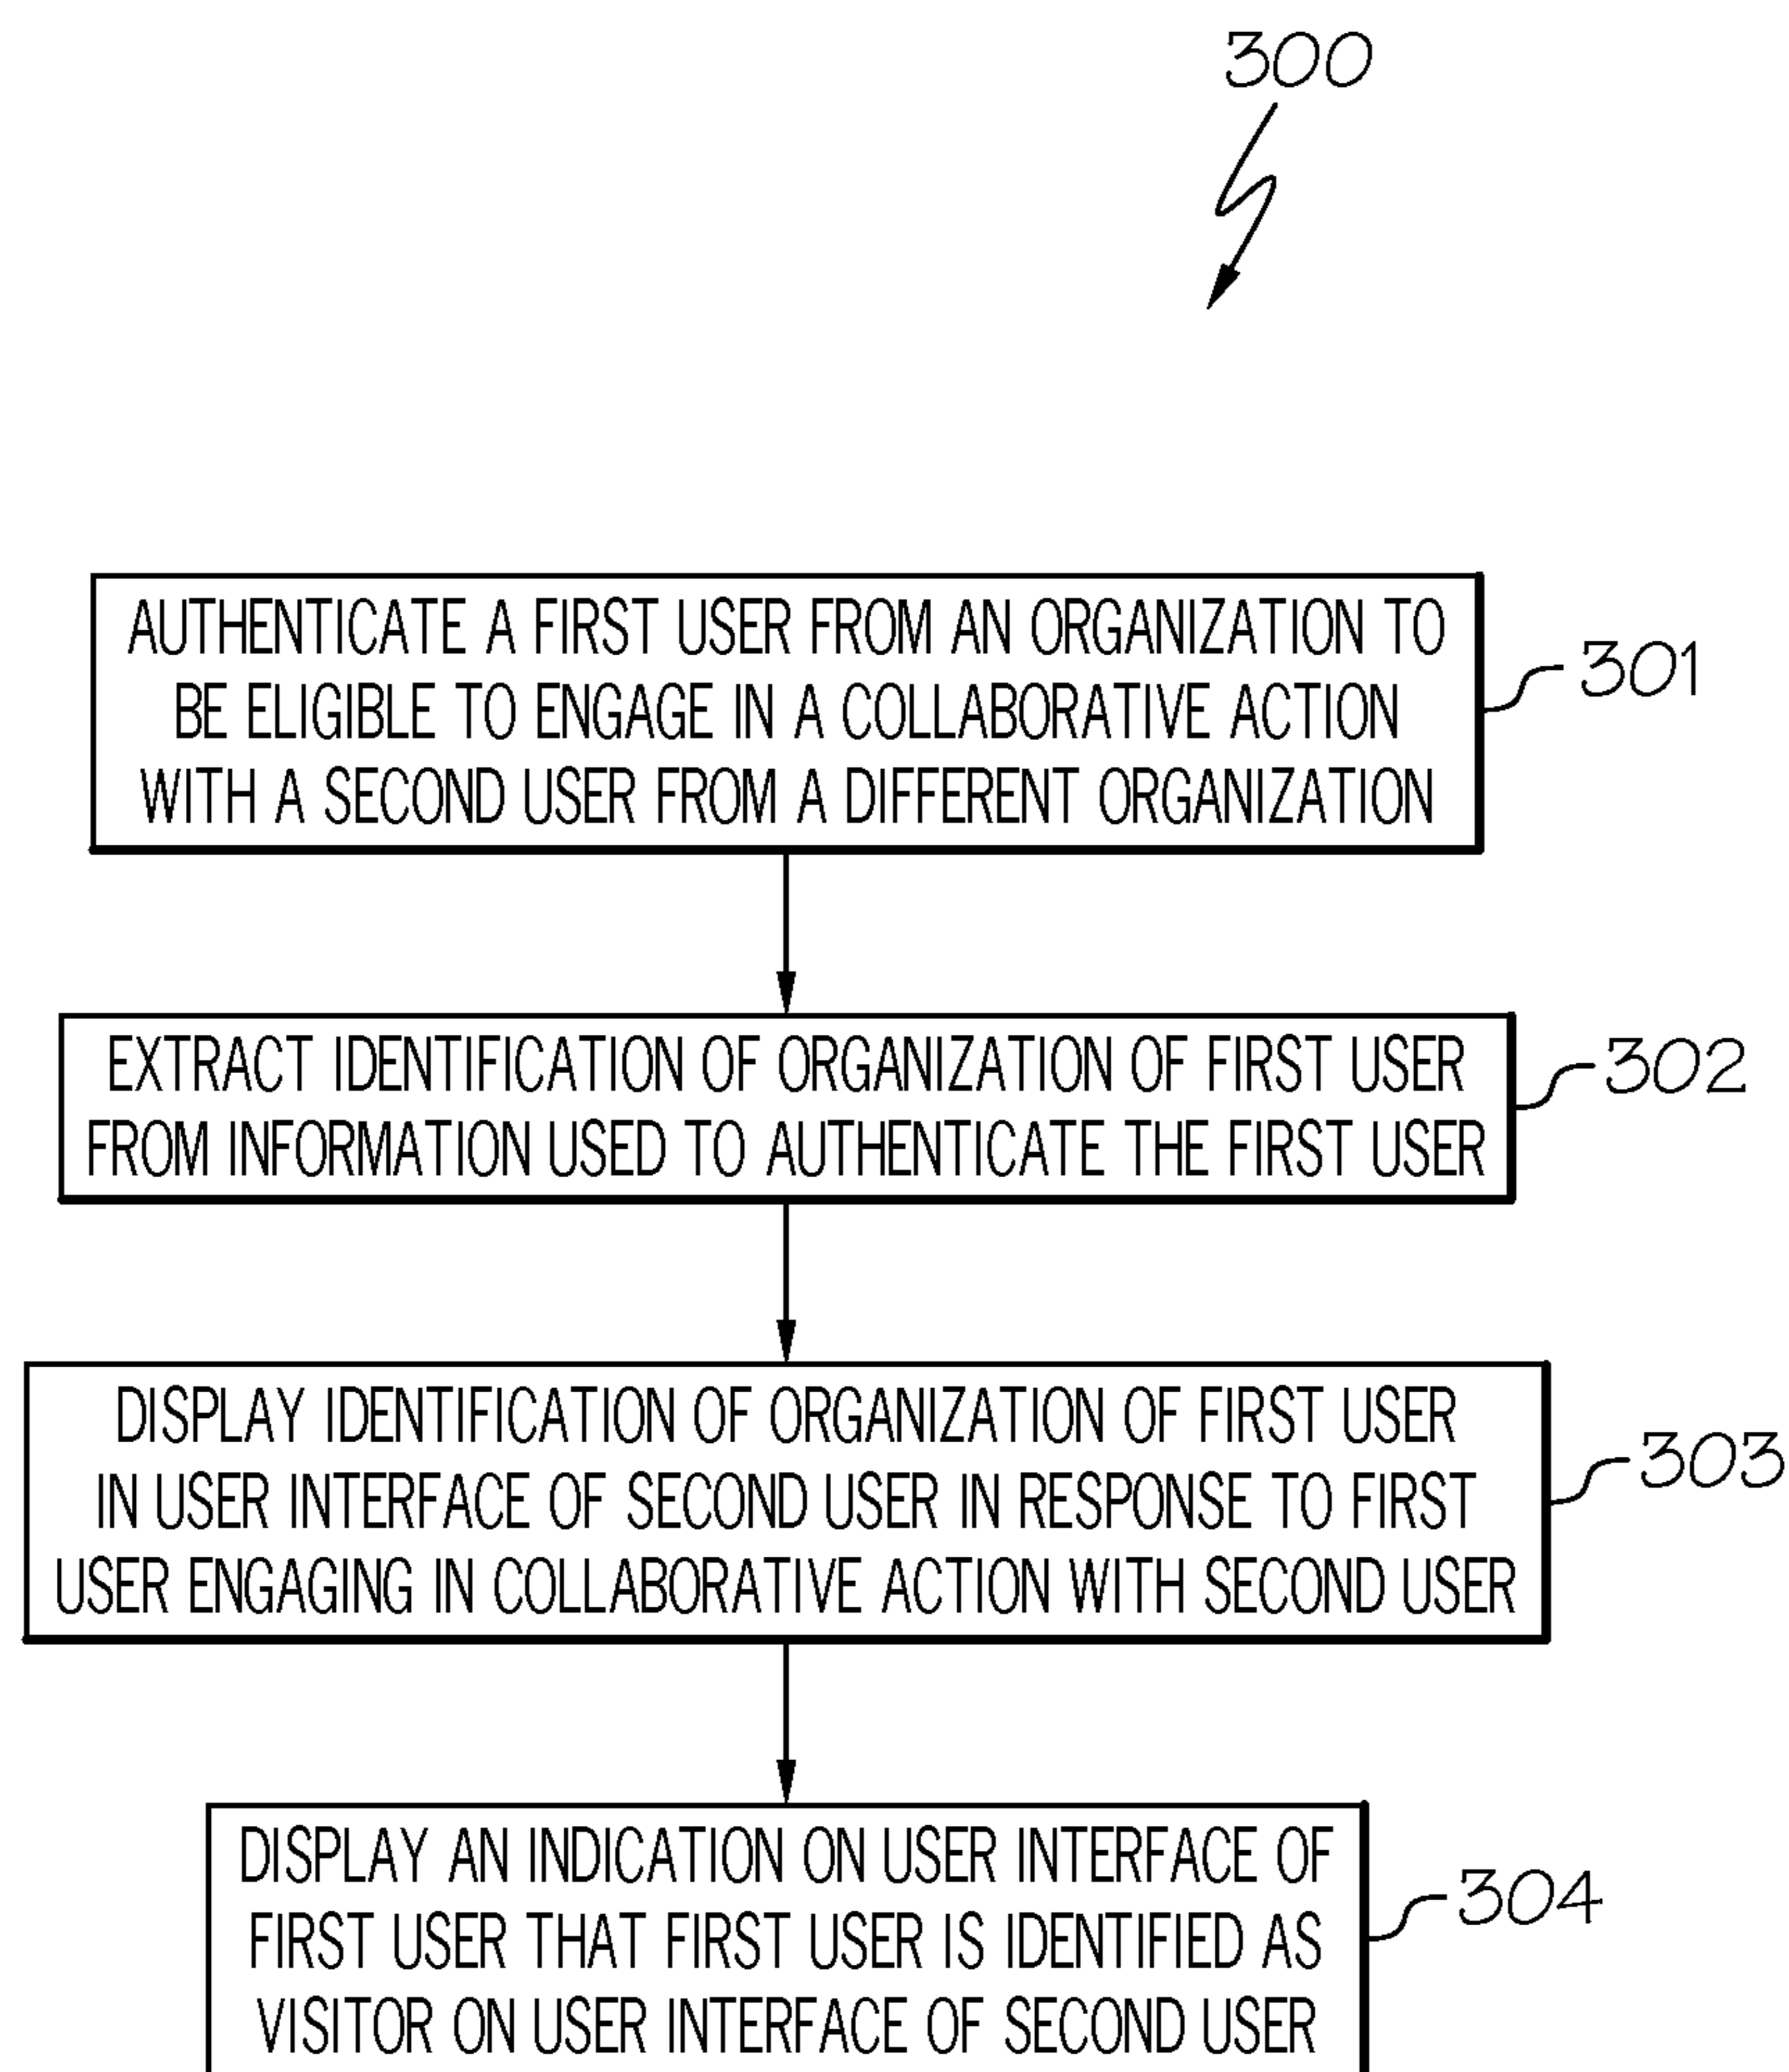 300
AUTHENTICATE A FIRST USER FROM AN ORGANIZATION TO
BE ELIGIBLE TO ENGAGE IN A COLLABORATIVE ACTION
WITH A SECOND USER FROM A DIFFERENT ORGANIZATION
301
EXTRACT IDENTIFICATION OF ORGANIZATION OF FIRST USER
FROM INFORMATION USED TO AUTHENTICATE THE FIRST USER
302
DISPLAY IDENTIFICATION OF ORGANIZATION OF FIRST USER
IN USER INTERFACE OF SECOND USER IN RESPONSE TO FIRST
USER ENGAGING IN COLLABORATIVE ACTION WITH SECOND USER
303
DISPLAY AN INDICATION ON USER INTERFACE OF
FIRST USER THAT FIRST USER IS IDENTIFIED AS
VISITOR ON USER INTERFACE OF SECOND USER
304